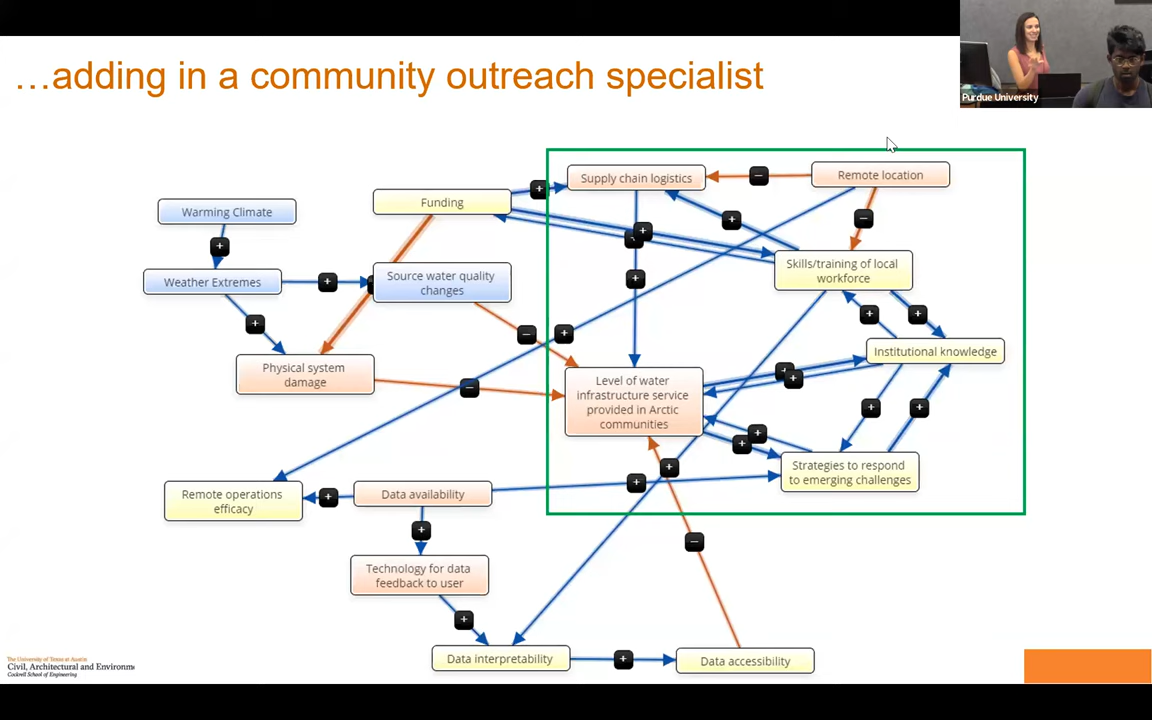 …adding in a community outreach specialist
Purdue University
Supply chain logistics
−
Remote location
+
Funding
Warming Climate
+
−
+
+
Skills/training of local
workforce
Weather Extremes
+
Source water quality
changes
+
+
+
+
−
+
Institutional knowledge
Physical system
damage
−
Level of water
infrastructure service
provided in Arctic
communities
+
+
+
+
+
+
Strategies to respond
to emerging challenges
Remote operations
efficacy
+
Data availability
+
+
−
Technology for data
feedback to user
+
Data interpretability
+
Data accessibility
The University of Texas at Austin
Civil, Architectural and Environme
Cockrell School of Engineering